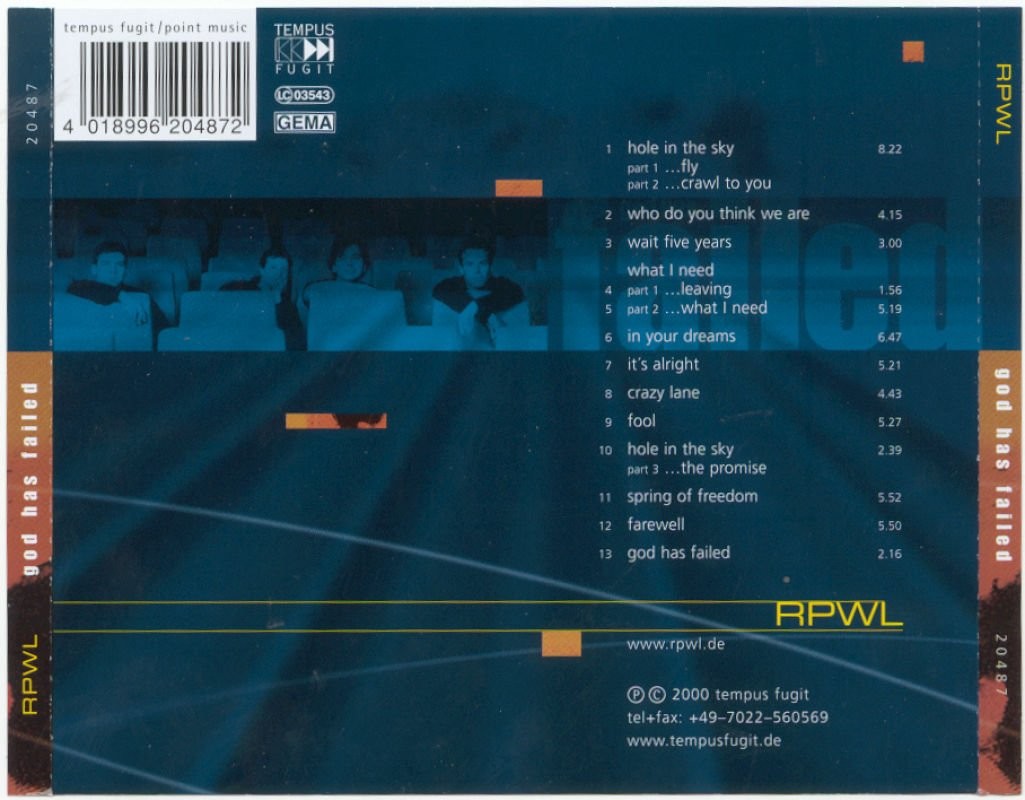 tempus fugit/point music
4 018996 204872
TEMPUS
FUGIT
LC 03543
GEMA
20487
god has failed
RPWL
1 hole in the sky 8.22
part 1 ...fly
part 2 ...crawl to you
2 who do you think we are 4.15
3 wait five years 3.00
what I need
4 part 1 ...leaving 1.56
5 part 2 ...what I need 5.19
6 in your dreams 6.47
7 it's alright 5.21
8 crazy lane 4.43
9 fool 5.27
10 hole in the sky 2.39
part 3 ...the promise
11 spring of freedom 5.52
12 farewell 5.50
13 god has failed 2.16
failed
RPWL
www.rpwl.de
Ⓟ © 2000 tempus fugit
tel+fax: +49–7022–560569
www.tempusfugit.de
RPWL
god has failed
20487